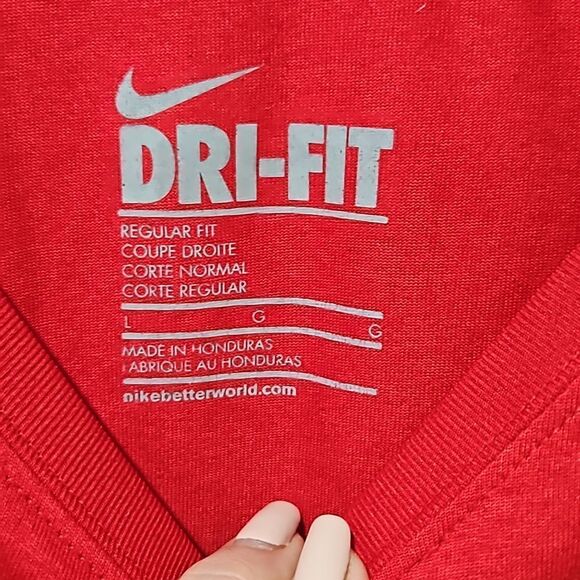 DRI-FIT
REGULAR FIT
COUPE DROITE
CORTE NORMAL
CORTE REGULAR
L G G
MADE IN HONDURAS
FABRIQUE AU HONDURAS
nikebetterworld.com